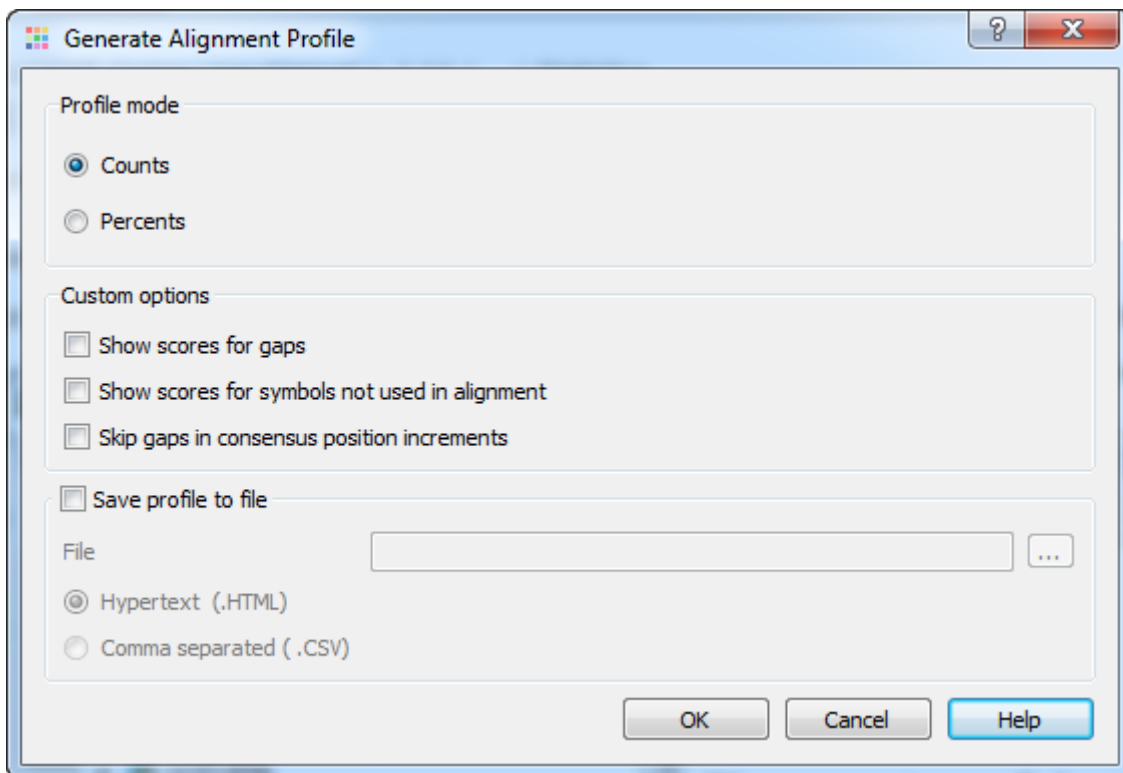 Generate Alignment Profile
?
Profile mode
Counts
Percents
Custom options
Show scores for gaps
Show scores for symbols not used in alignment
Skip gaps in consensus position increments
Save profile to file
File ...
Hypertext (.HTML)
Comma separated ( .CSV)
OK Cancel Help